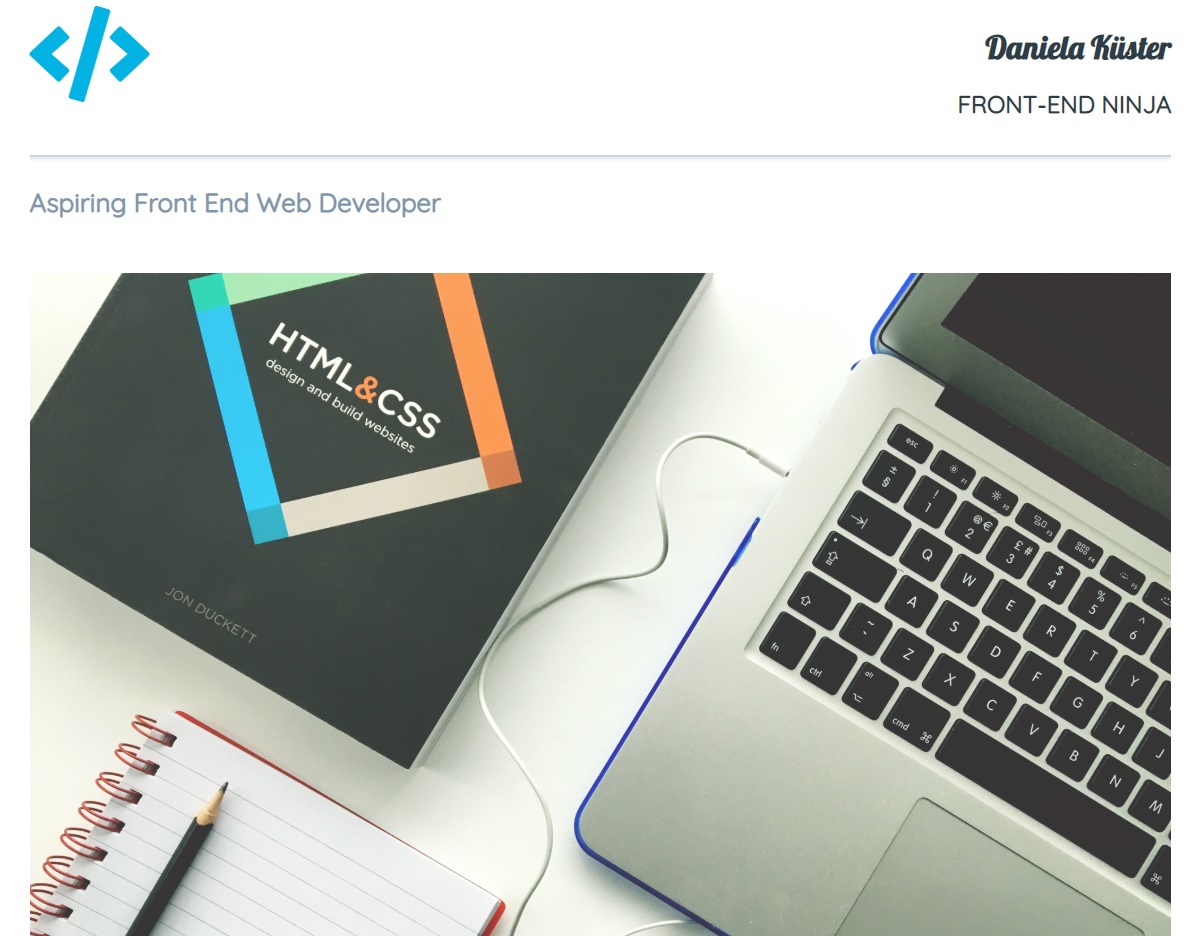 </>
Daniela Küster
FRONT-END NINJA
Aspiring Front End Web Developer
HTML&CSS
design and build websites
JON DUCKETT
esc
F1
F2
F3
F4
F5
± §
! 1
@ € 2
£ # 3
$ 4
% 5
^ 6
Q W E R T Y
A S D F G H J
~ ` Z X C V B N M
fn ctrl alt ⌥ cmd ⌘
⌘